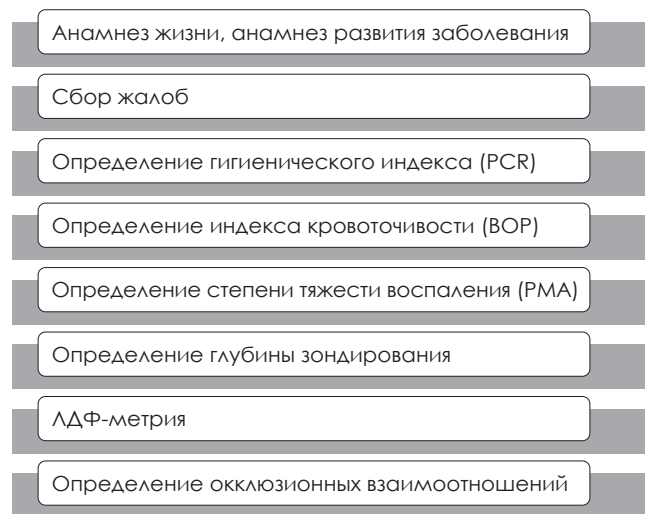 Анамнез жизни, анамнез развития заболевания
Сбор жалоб
Определение гигиенического индекса (PCR)
Определение индекса кровоточивости (BOP)
Определение степени тяжести воспаления (PMA)
Определение глубины зондирования
ЛДФ-метрия
Определение окклюзионных взаимоотношений